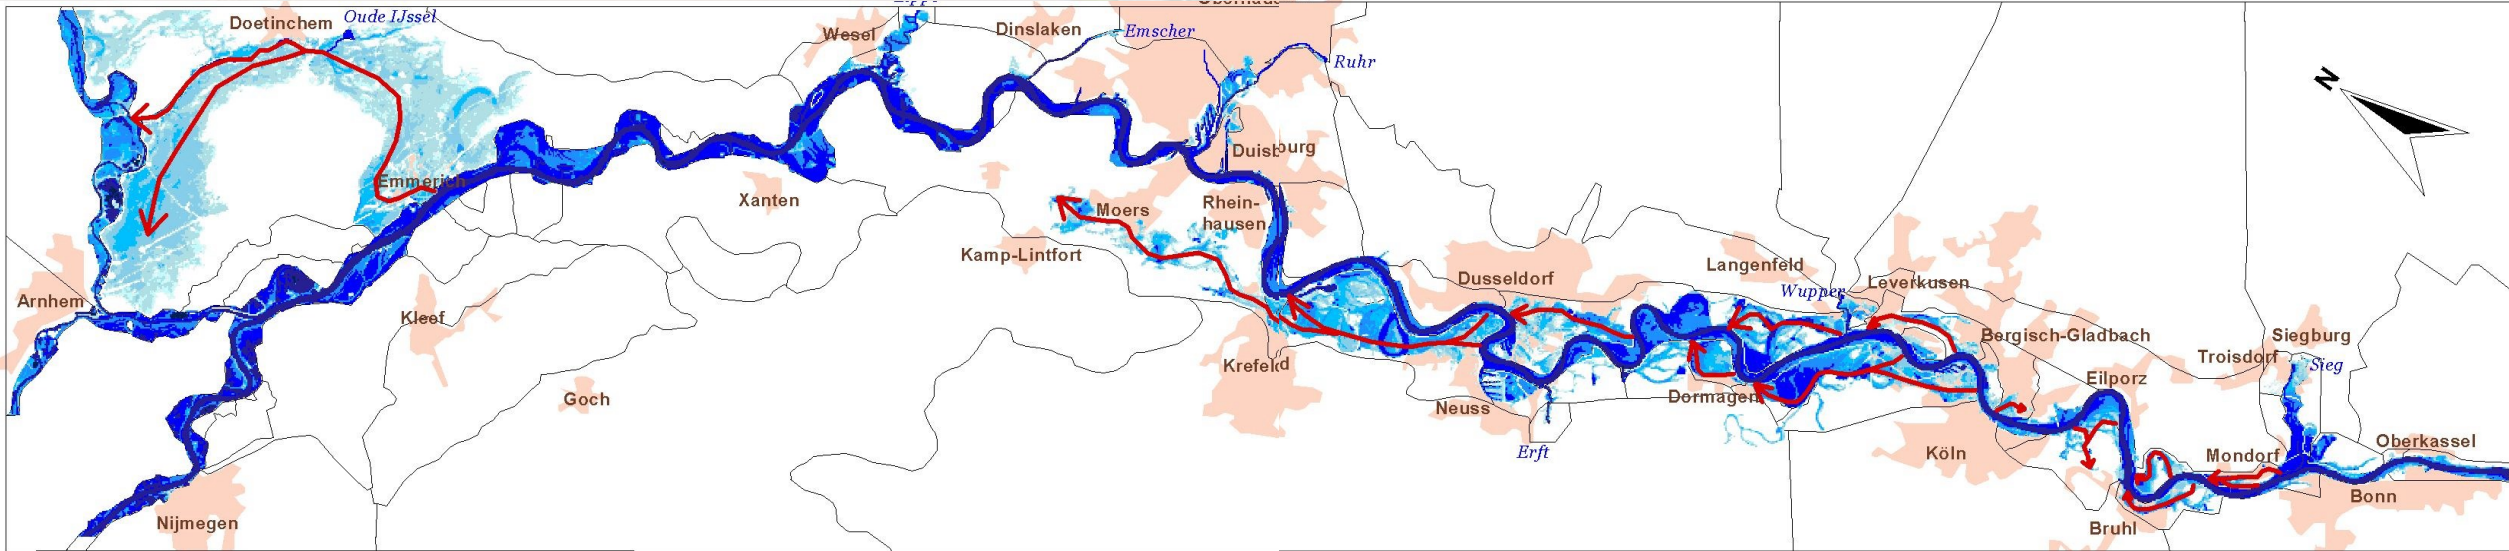 Doetinchem
Oude IJssel
Wesel
Dinslaken
Emscher
Ruhr
N
Emmerich
Xanten
Duisburg
Moers
Rhein-
hausen
Kamp-Lintfort
Arnhem
Kleef
Goch
Nijmegen
Krefeld
Dusseldorf
Neuss
Erft
Langenfeld
Wupper
Leverkusen
Dormagen
Bergisch-Gladbach
Köln
Eilporz
Troisdorf
Siegburg
Sieg
Mondorf
Oberkassel
Bonn
Bruhl